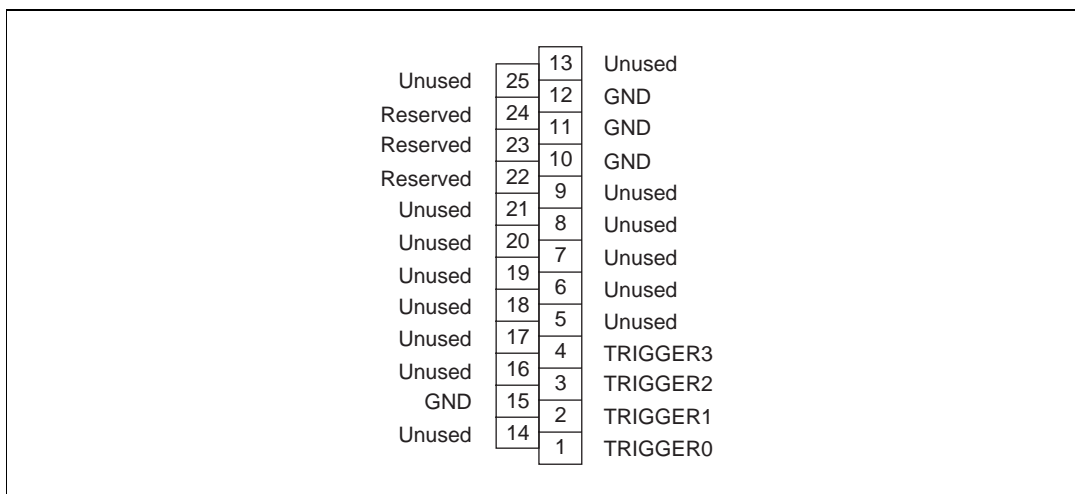 13 Unused
Unused 25
12 GND
Reserved 24
11 GND
Reserved 23
10 GND
Reserved 22
9 Unused
Unused 21
8 Unused
Unused 20
7 Unused
Unused 19
6 Unused
Unused 18
5 Unused
Unused 17
4 TRIGGER3
Unused 16
3 TRIGGER2
GND 15
2 TRIGGER1
Unused 14
1 TRIGGER0